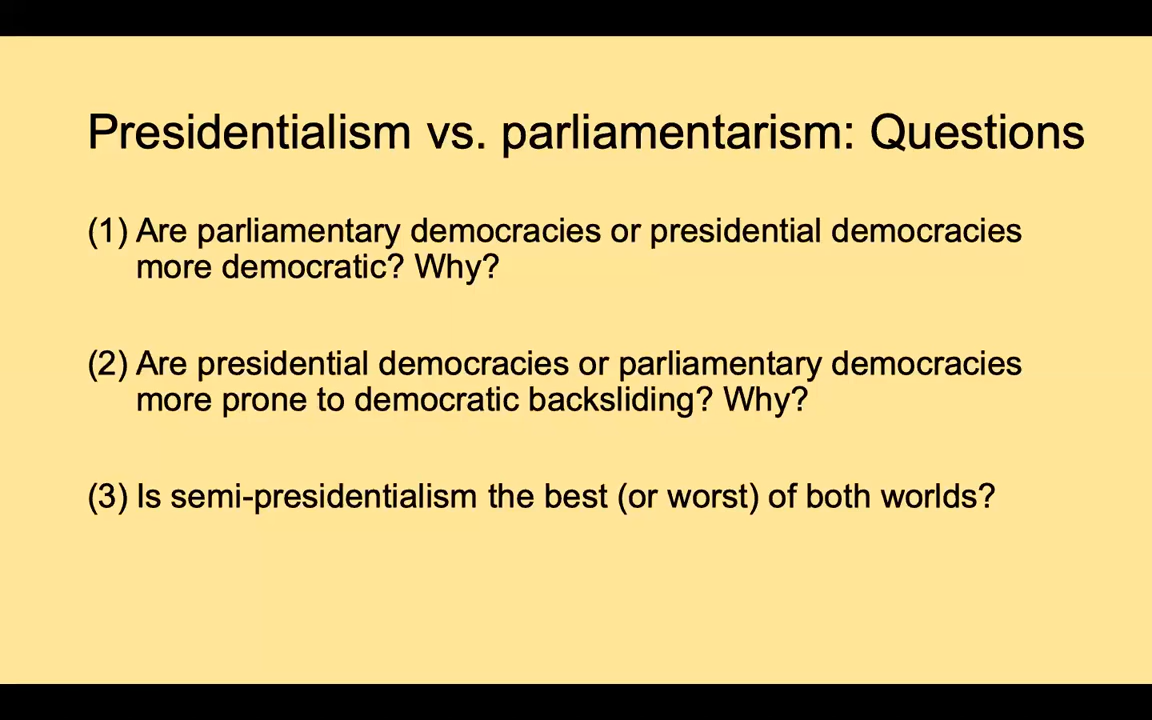 Presidentialism vs. parliamentarism: Questions
(1) Are parliamentary democracies or presidential democracies
more democratic? Why?
(2) Are presidential democracies or parliamentary democracies
more prone to democratic backsliding? Why?
(3) Is semi-presidentialism the best (or worst) of both worlds?